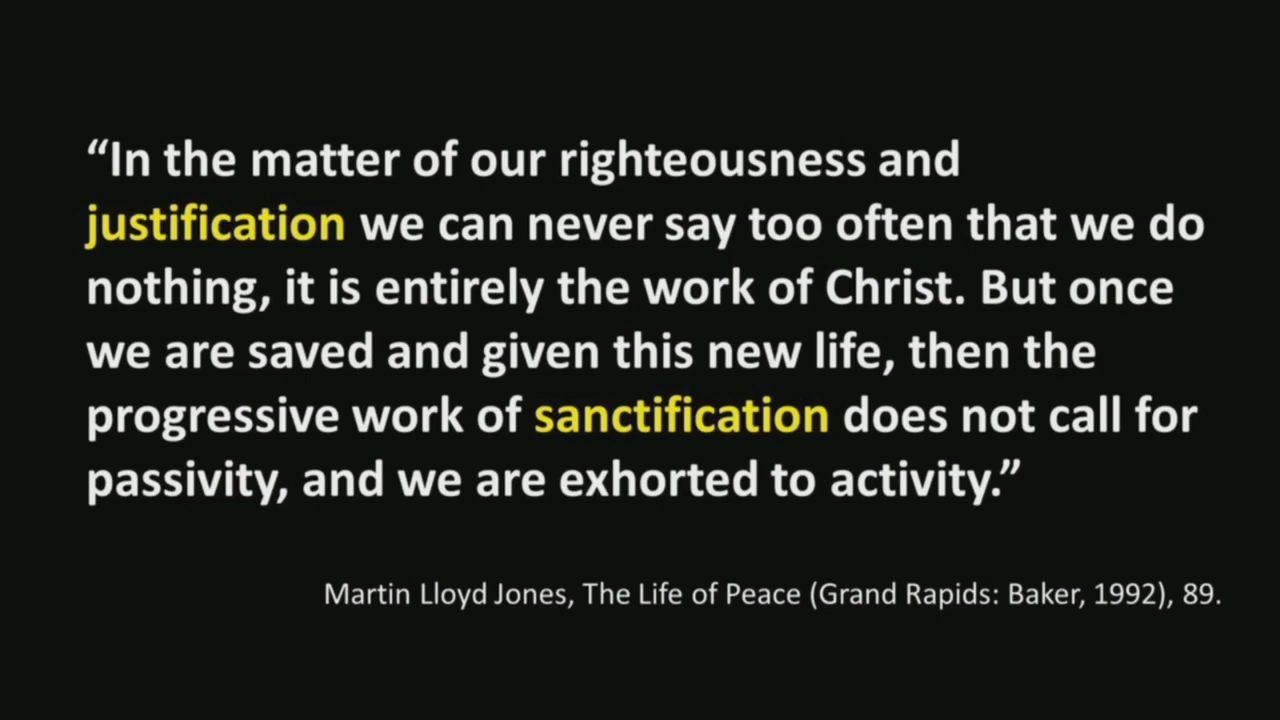 “In the matter of our righteousness and
justification we can never say too often that we do
nothing, it is entirely the work of Christ. But once
we are saved and given this new life, then the
progressive work of sanctification does not call for
passivity, and we are exhorted to activity.”
Martin Lloyd Jones, The Life of Peace (Grand Rapids: Baker, 1992), 89.